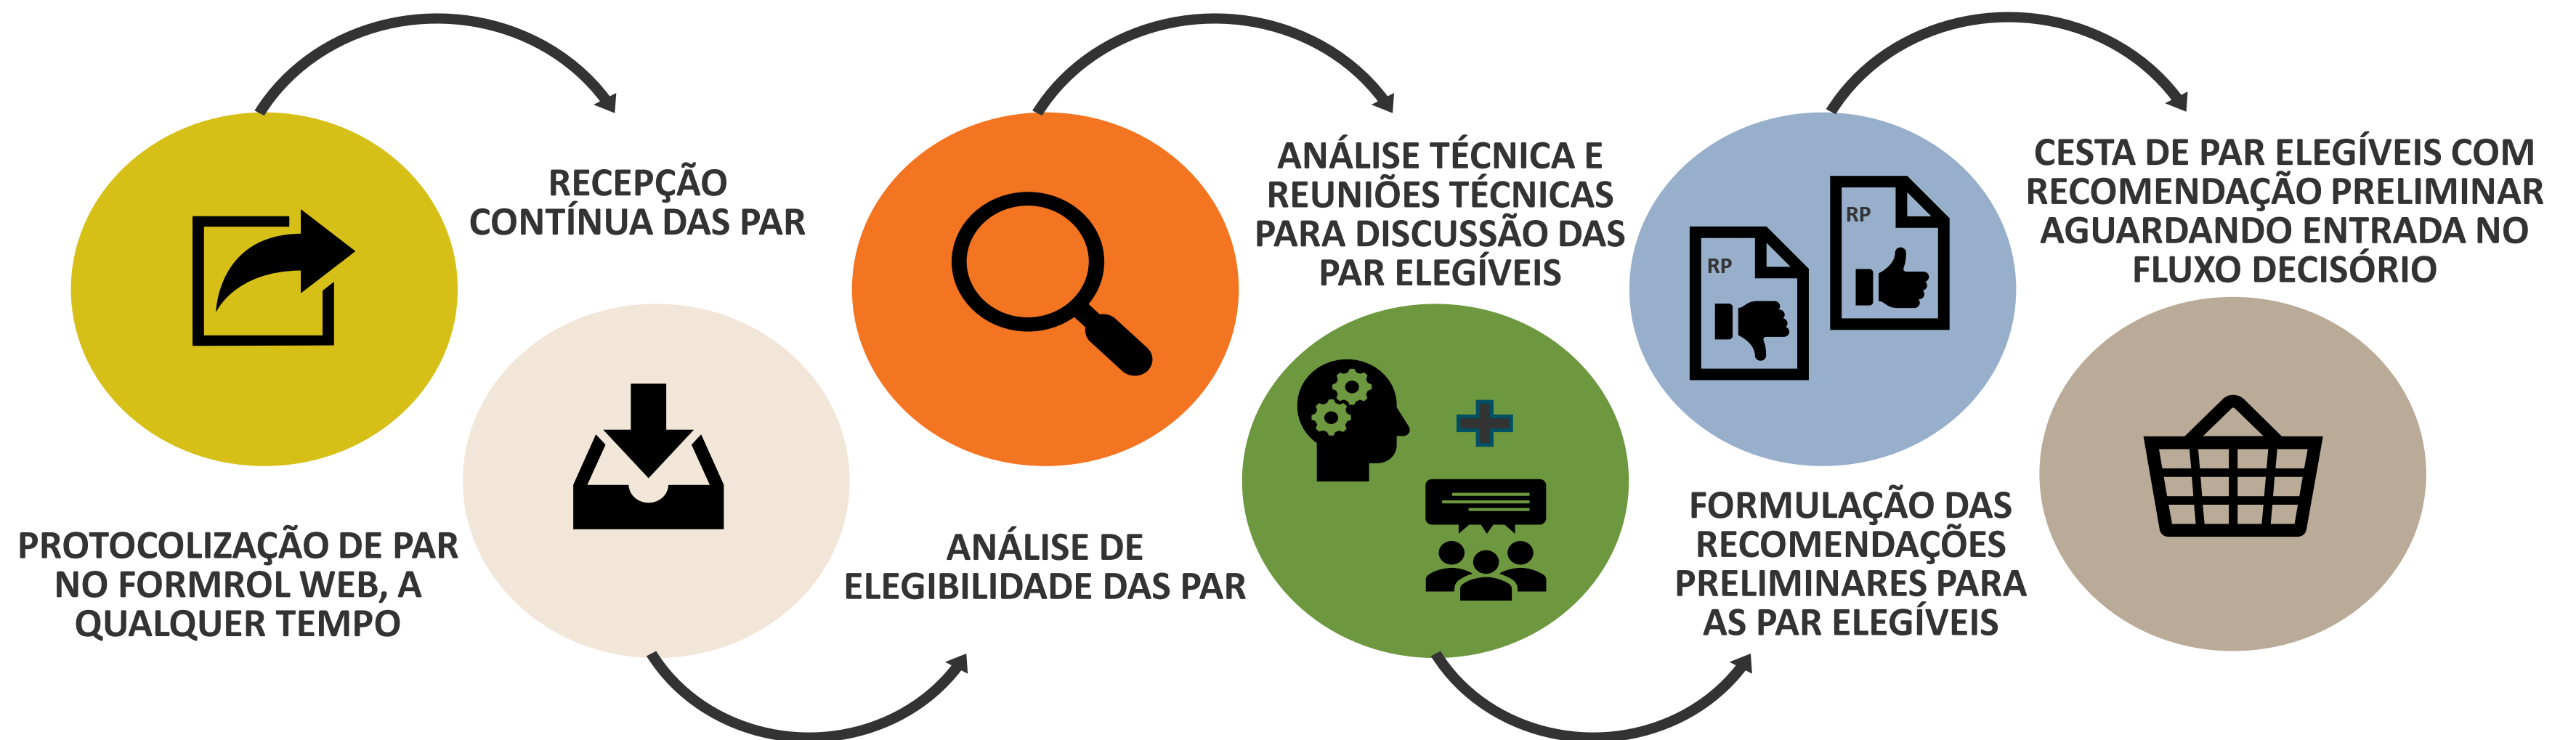 PROTOCOLIZAÇÃO DE PAR
NO FORMROL WEB, A
QUALQUER TEMPO
RECEPÇÃO
CONTÍNUA DAS PAR
ANÁLISE DE
ELEGIBILIDADE DAS PAR
ANÁLISE TÉCNICA E
REUNIÕES TÉCNICAS
PARA DISCUSSÃO DAS
PAR ELEGÍVEIS
RP
RP
FORMULAÇÃO DAS
RECOMENDAÇÕES
PRELIMINARES PARA
AS PAR ELEGÍVEIS
CESTA DE PAR ELEGÍVEIS COM
RECOMENDAÇÃO PRELIMINAR
AGUARDANDO ENTRADA NO
FLUXO DECISÓRIO